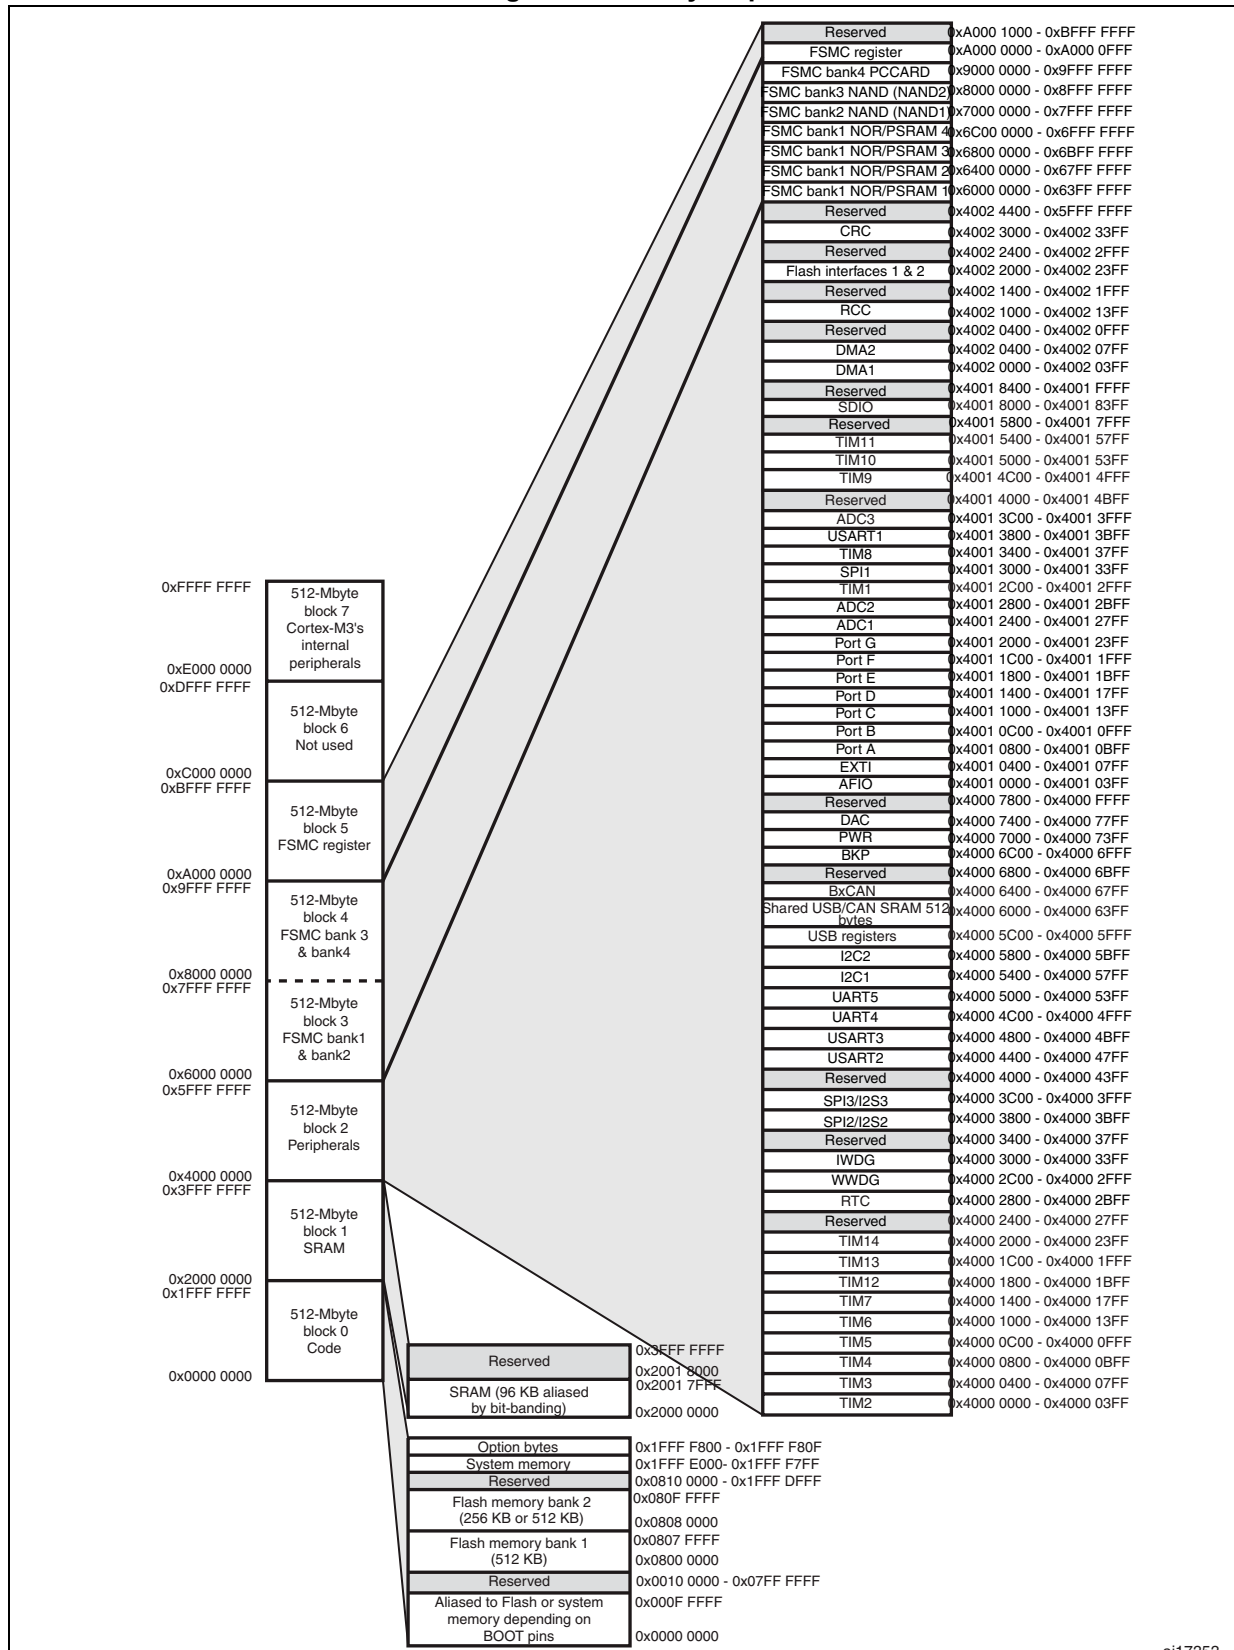 Reserved 0xA000 1000 - 0xBFFF FFFF
FSMC register 0xA000 0000 - 0xA000 0FFF
FSMC bank4 PCCARD 0x9000 0000 - 0x9FFF FFFF
FSMC bank3 NAND (NAND2) 0x8000 0000 - 0x8FFF FFFF
FSMC bank2 NAND (NAND1) 0x7000 0000 - 0x7FFF FFFF
FSMC bank1 NOR/PSRAM 4 0x6C00 0000 - 0x6FFF FFFF
FSMC bank1 NOR/PSRAM 3 0x6800 0000 - 0x6BFF FFFF
FSMC bank1 NOR/PSRAM 2 0x6400 0000 - 0x67FF FFFF
FSMC bank1 NOR/PSRAM 1 0x6000 0000 - 0x63FF FFFF
Reserved 0x4002 4400 - 0x5FFF FFFF
CRC 0x4002 3000 - 0x4002 33FF
Reserved 0x4002 2400 - 0x4002 2FFF
Flash interfaces 1 & 2 0x4002 2000 - 0x4002 23FF
Reserved 0x4002 1400 - 0x4002 1FFF
RCC 0x4002 1000 - 0x4002 13FF
Reserved 0x4002 0400 - 0x4002 0FFF
DMA2 0x4002 0400 - 0x4002 07FF
DMA1 0x4002 0000 - 0x4002 03FF
Reserved 0x4001 8400 - 0x4001 FFFF
SDIO 0x4001 8000 - 0x4001 83FF
Reserved 0x4001 5800 - 0x4001 7FFF
TIM11 0x4001 5400 - 0x4001 57FF
TIM10 0x4001 5000 - 0x4001 53FF
TIM9 0x4001 4C00 - 0x4001 4FFF
Reserved 0x4001 4000 - 0x4001 4BFF
ADC3 0x4001 3C00 - 0x4001 3FFF
USART1 0x4001 3800 - 0x4001 3BFF
TIM8 0x4001 3400 - 0x4001 37FF
SPI1 0x4001 3000 - 0x4001 33FF
TIM1 0x4001 2C00 - 0x4001 2FFF
ADC2 0x4001 2800 - 0x4001 2BFF
ADC1 0x4001 2400 - 0x4001 27FF
Port G 0x4001 2000 - 0x4001 23FF
Port F 0x4001 1C00 - 0x4001 1FFF
Port E 0x4001 1800 - 0x4001 1BFF
Port D 0x4001 1400 - 0x4001 17FF
Port C 0x4001 1000 - 0x4001 13FF
Port B 0x4001 0C00 - 0x4001 0FFF
Port A 0x4001 0800 - 0x4001 0BFF
EXTI 0x4001 0400 - 0x4001 07FF
AFIO 0x4001 0000 - 0x4001 03FF
Reserved 0x4000 7800 - 0x4000 FFFF
DAC 0x4000 7400 - 0x4000 77FF
PWR 0x4000 7000 - 0x4000 73FF
BKP 0x4000 6C00 - 0x4000 6FFF
Reserved 0x4000 6800 - 0x4000 6BFF
BxCAN 0x4000 6400 - 0x4000 67FF
Shared USB/CAN SRAM 512 0x4000 6000 - 0x4000 63FF
bytes
USB registers 0x4000 5C00 - 0x4000 5FFF
I2C2 0x4000 5800 - 0x4000 5BFF
I2C1 0x4000 5400 - 0x4000 57FF
UART5 0x4000 5000 - 0x4000 53FF
UART4 0x4000 4C00 - 0x4000 4FFF
USART3 0x4000 4800 - 0x4000 4BFF
USART2 0x4000 4400 - 0x4000 47FF
Reserved 0x4000 4000 - 0x4000 43FF
SPI3/I2S3 0x4000 3C00 - 0x4000 3FFF
SPI2/I2S2 0x4000 3800 - 0x4000 3BFF
Reserved 0x4000 3400 - 0x4000 37FF
IWDG 0x4000 3000 - 0x4000 33FF
WWDG 0x4000 2C00 - 0x4000 2FFF
RTC 0x4000 2800 - 0x4000 2BFF
Reserved 0x4000 2400 - 0x4000 27FF
TIM14 0x4000 2000 - 0x4000 23FF
TIM13 0x4000 1C00 - 0x4000 1FFF
TIM12 0x4000 1800 - 0x4000 1BFF
TIM7 0x4000 1400 - 0x4000 17FF
TIM6 0x4000 1000 - 0x4000 13FF
TIM5 0x4000 0C00 - 0x4000 0FFF
TIM4 0x4000 0800 - 0x4000 0BFF
TIM3 0x4000 0400 - 0x4000 07FF
TIM2 0x4000 0000 - 0x4000 03FF
0xFFFF FFFF
512-Mbyte
block 7
Cortex-M3's
internal
peripherals
0xE000 0000
0xDFFF FFFF
512-Mbyte
block 6
Not used
0xC000 0000
0xBFFF FFFF
512-Mbyte
block 5
FSMC register
0xA000 0000
0x9FFF FFFF
512-Mbyte
block 4
FSMC bank 3
& bank4
0x8000 0000
0x7FFF FFFF
512-Mbyte
block 3
FSMC bank1
& bank2
0x6000 0000
0x5FFF FFFF
512-Mbyte
block 2
Peripherals
0x4000 0000
0x3FFF FFFF
512-Mbyte
block 1
SRAM
0x2000 0000
0x1FFF FFFF
512-Mbyte
block 0
Code
0x0000 0000
0x3FFF FFFF
Reserved
0x2001 8000
0x2001 7FFF
SRAM (96 KB aliased
by bit-banding)
0x2000 0000
Option bytes 0x1FFF F800 - 0x1FFF F80F
System memory 0x1FFF E000- 0x1FFF F7FF
Reserved 0x0810 0000 - 0x1FFF DFFF
0x080F FFFF
Flash memory bank 2
(256 KB or 512 KB)
0x0808 0000
0x0807 FFFF
Flash memory bank 1
(512 KB)
0x0800 0000
Reserved 0x0010 0000 - 0x07FF FFFF
Aliased to Flash or system 0x000F FFFF
memory depending on
BOOT pins 0x0000 0000